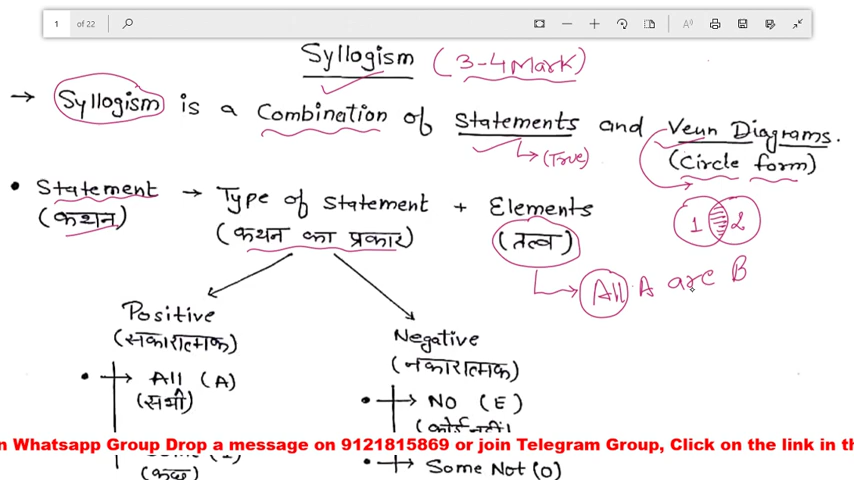 1 of 22
Syllogism (3-4 Mark)
→ Syllogism is a Combination of Statements and Venn Diagrams.
→ (True) (Circle form)
• Statement → Type of Statement + Elements
(कथन) (कथन का प्रकार) (तत्व)
1 2
→ All A are B
Positive Negative
(सकारात्मक) (नकारात्मक)
• → All (A) • → NO (E)
(सभी)
n Whatsapp Group Drop a message on 9121815869 or join Telegram Group, Click on the link in th
(कुछ) • → Some Not (O)